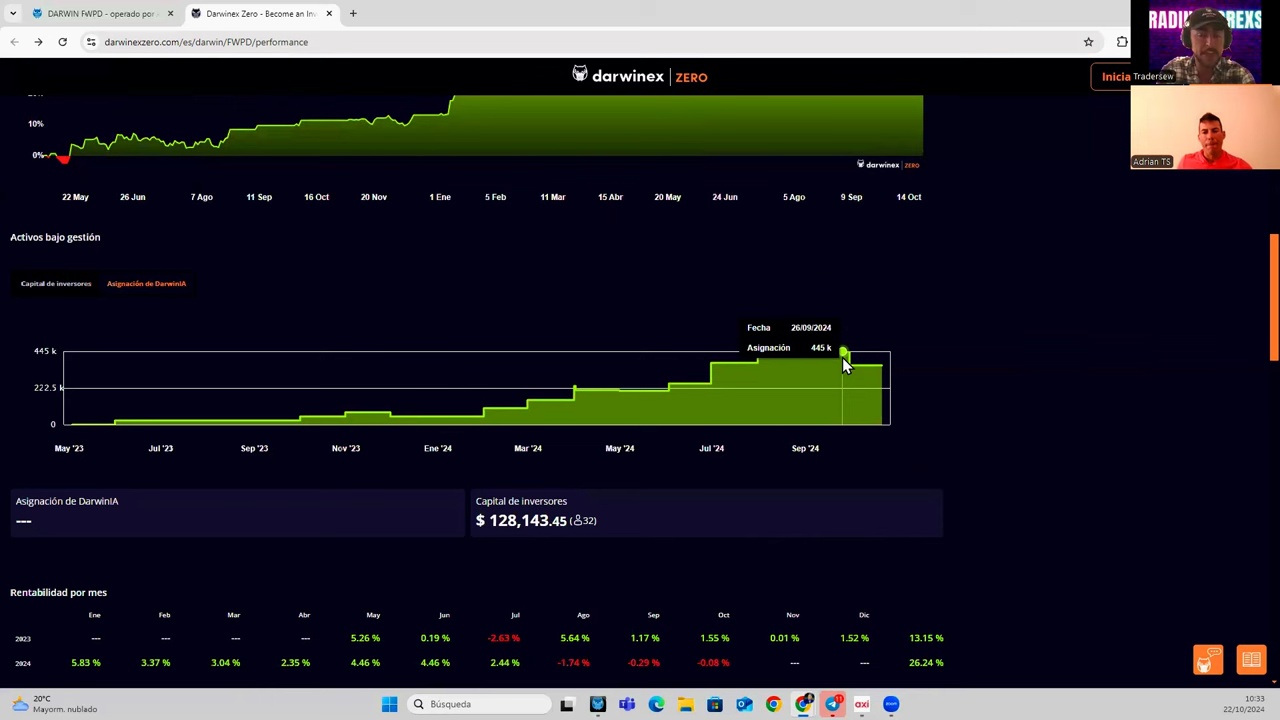 DARWIN FWPD - operado por
Darwinex Zero - Become an Inv
darwinexzero.com/es/darwin/FWPD/performance
RADIN FOREXS
Tradersew
Adrian TS
darwinex | ZERO
Inicia
10%
0%
darwinex | ZERO
22 May 26 Jun 7 Ago 11 Sep 16 Oct 20 Nov 1 Ene 5 Feb 11 Mar 15 Abr 20 May 24 Jun 5 Ago 9 Sep 14 Oct
Activos bajo gestión
Capital de inversores Asignación de DarwinIA
Fecha 26/09/2024
Asignación 445 k
445 k
222.5 k
0
May '23 Jul '23 Sep '23 Nov '23 Ene '24 Mar '24 May '24 Jul '24 Sep '24
Asignación de DarwinIA Capital de inversores
--- $ 128,143.45 (32)
Rentabilidad por mes
Ene Feb Mar Abr May Jun Jul Ago Sep Oct Nov Dic
2023 --- --- --- --- 5.26 % 0.19 % -2.63 % 5.64 % 1.17 % 1.55 % 0.01 % 1.52 % 13.15 %
2024 5.83 % 3.37 % 3.04 % 2.35 % 4.46 % 4.46 % 2.44 % -1.74 % -0.29 % -0.08 % --- --- 26.24 %
20°C
Mayorm. nublado
Búsqueda
axi
zoom
10:33
22/10/2024